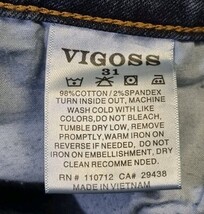 VIGOSS
31
98%COTTON / 2%SPANDEX
TURN INSIDE OUT, MACHINE
WASH COLD WITH LIKE
COLORS, DO NOT BLEACH,
TUMBLE DRY LOW, REMOVE
PROMPTLY, WARM IRON ON
REVERSE IF NEEDED, DO NOT
IRON ON EMBELLISHMENT, DRY
CLEAN RECOMMENDED.
RN # 110712 CA# 29438
MADE IN VIETNAM